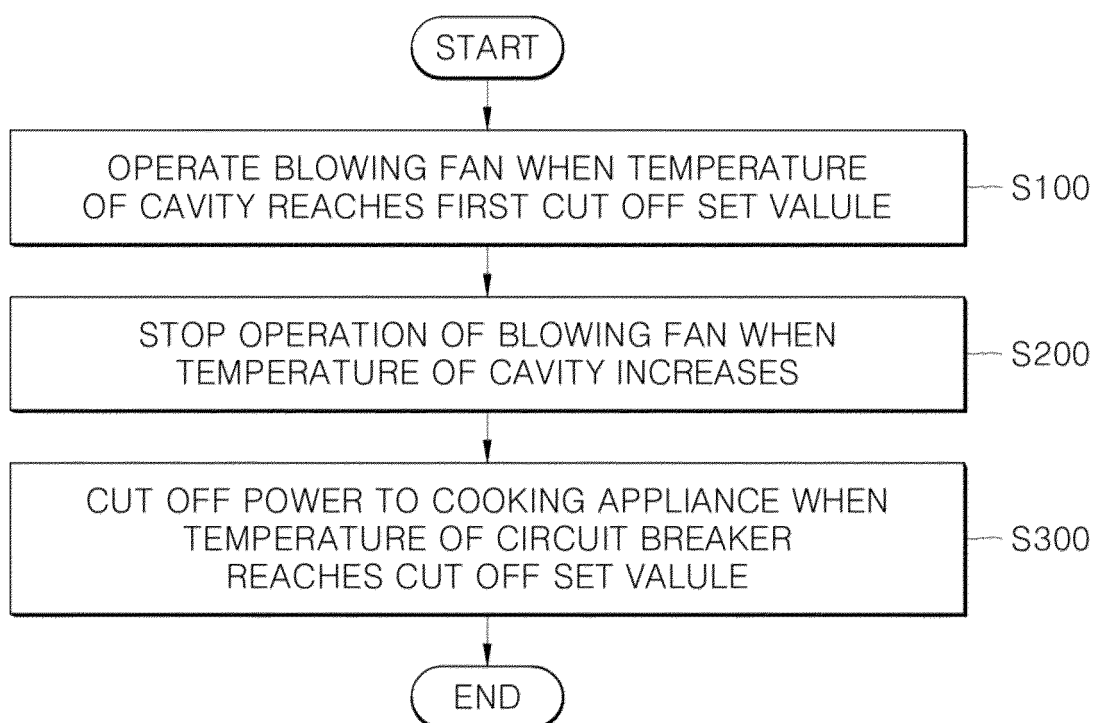 START
OPERATE BLOWING FAN WHEN TEMPERATURE
OF CAVITY REACHES FIRST CUT OFF SET VALULE
S100
STOP OPERATION OF BLOWING FAN WHEN
TEMPERATURE OF CAVITY INCREASES
S200
CUT OFF POWER TO COOKING APPLIANCE WHEN
TEMPERATURE OF CIRCUIT BREAKER
REACHES CUT OFF SET VALULE
S300
END